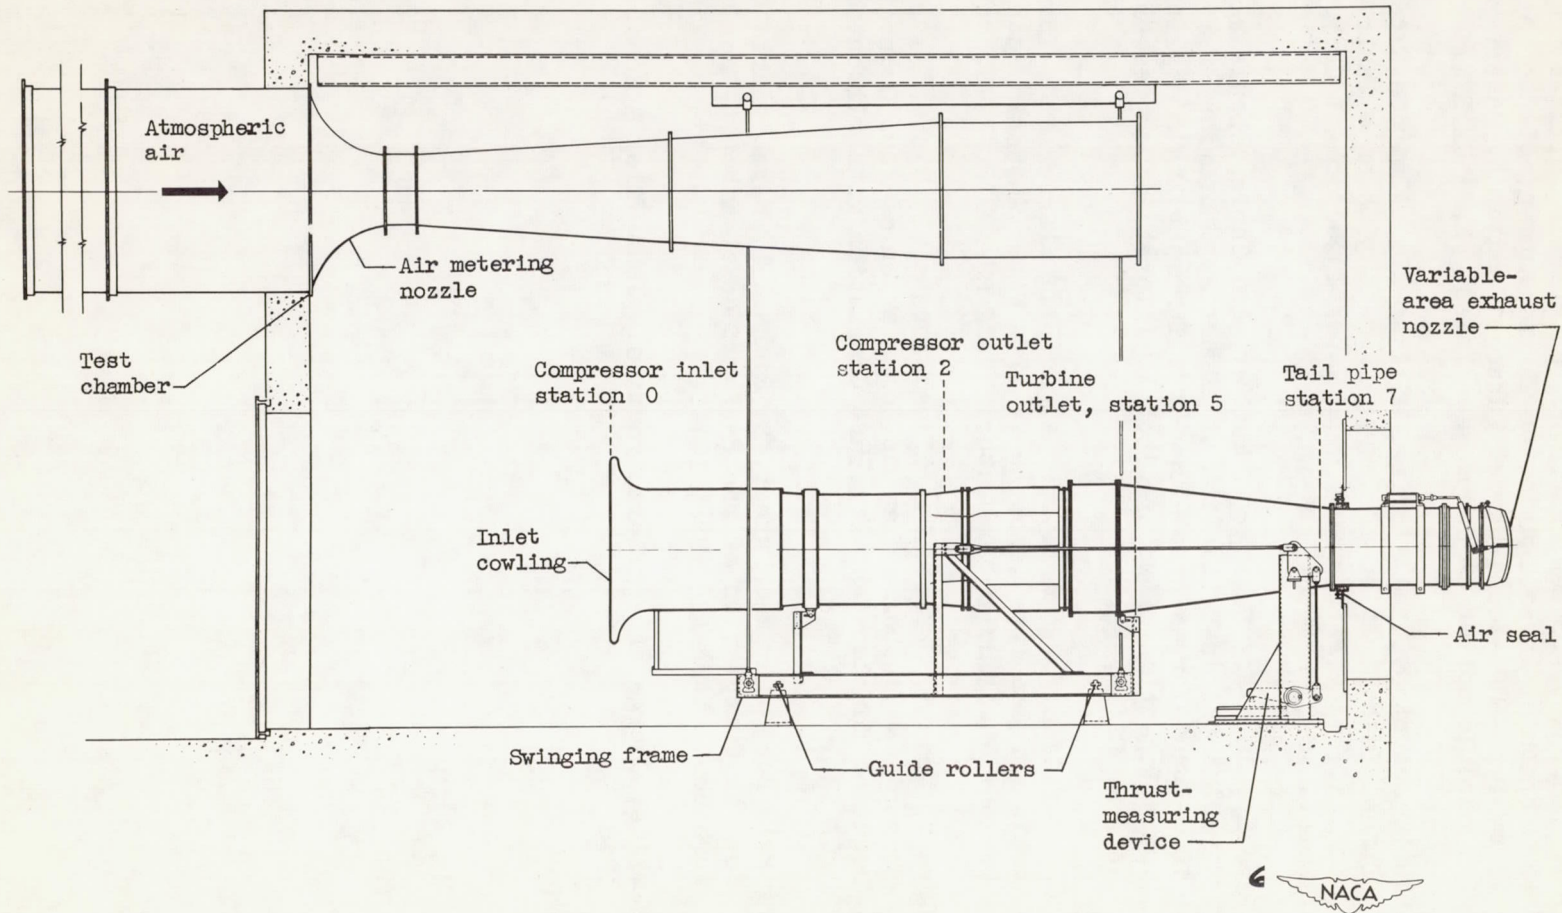 Atmospheric
air
Air metering
nozzle
Test
chamber
Variable-
area exhaust
nozzle
Compressor inlet
station 0
Compressor outlet
station 2
Turbine
outlet, station 5
Tail pipe
station 7
Inlet
cowling
Air seal
Swinging frame
Guide rollers
Thrust-
measuring
device
NACA